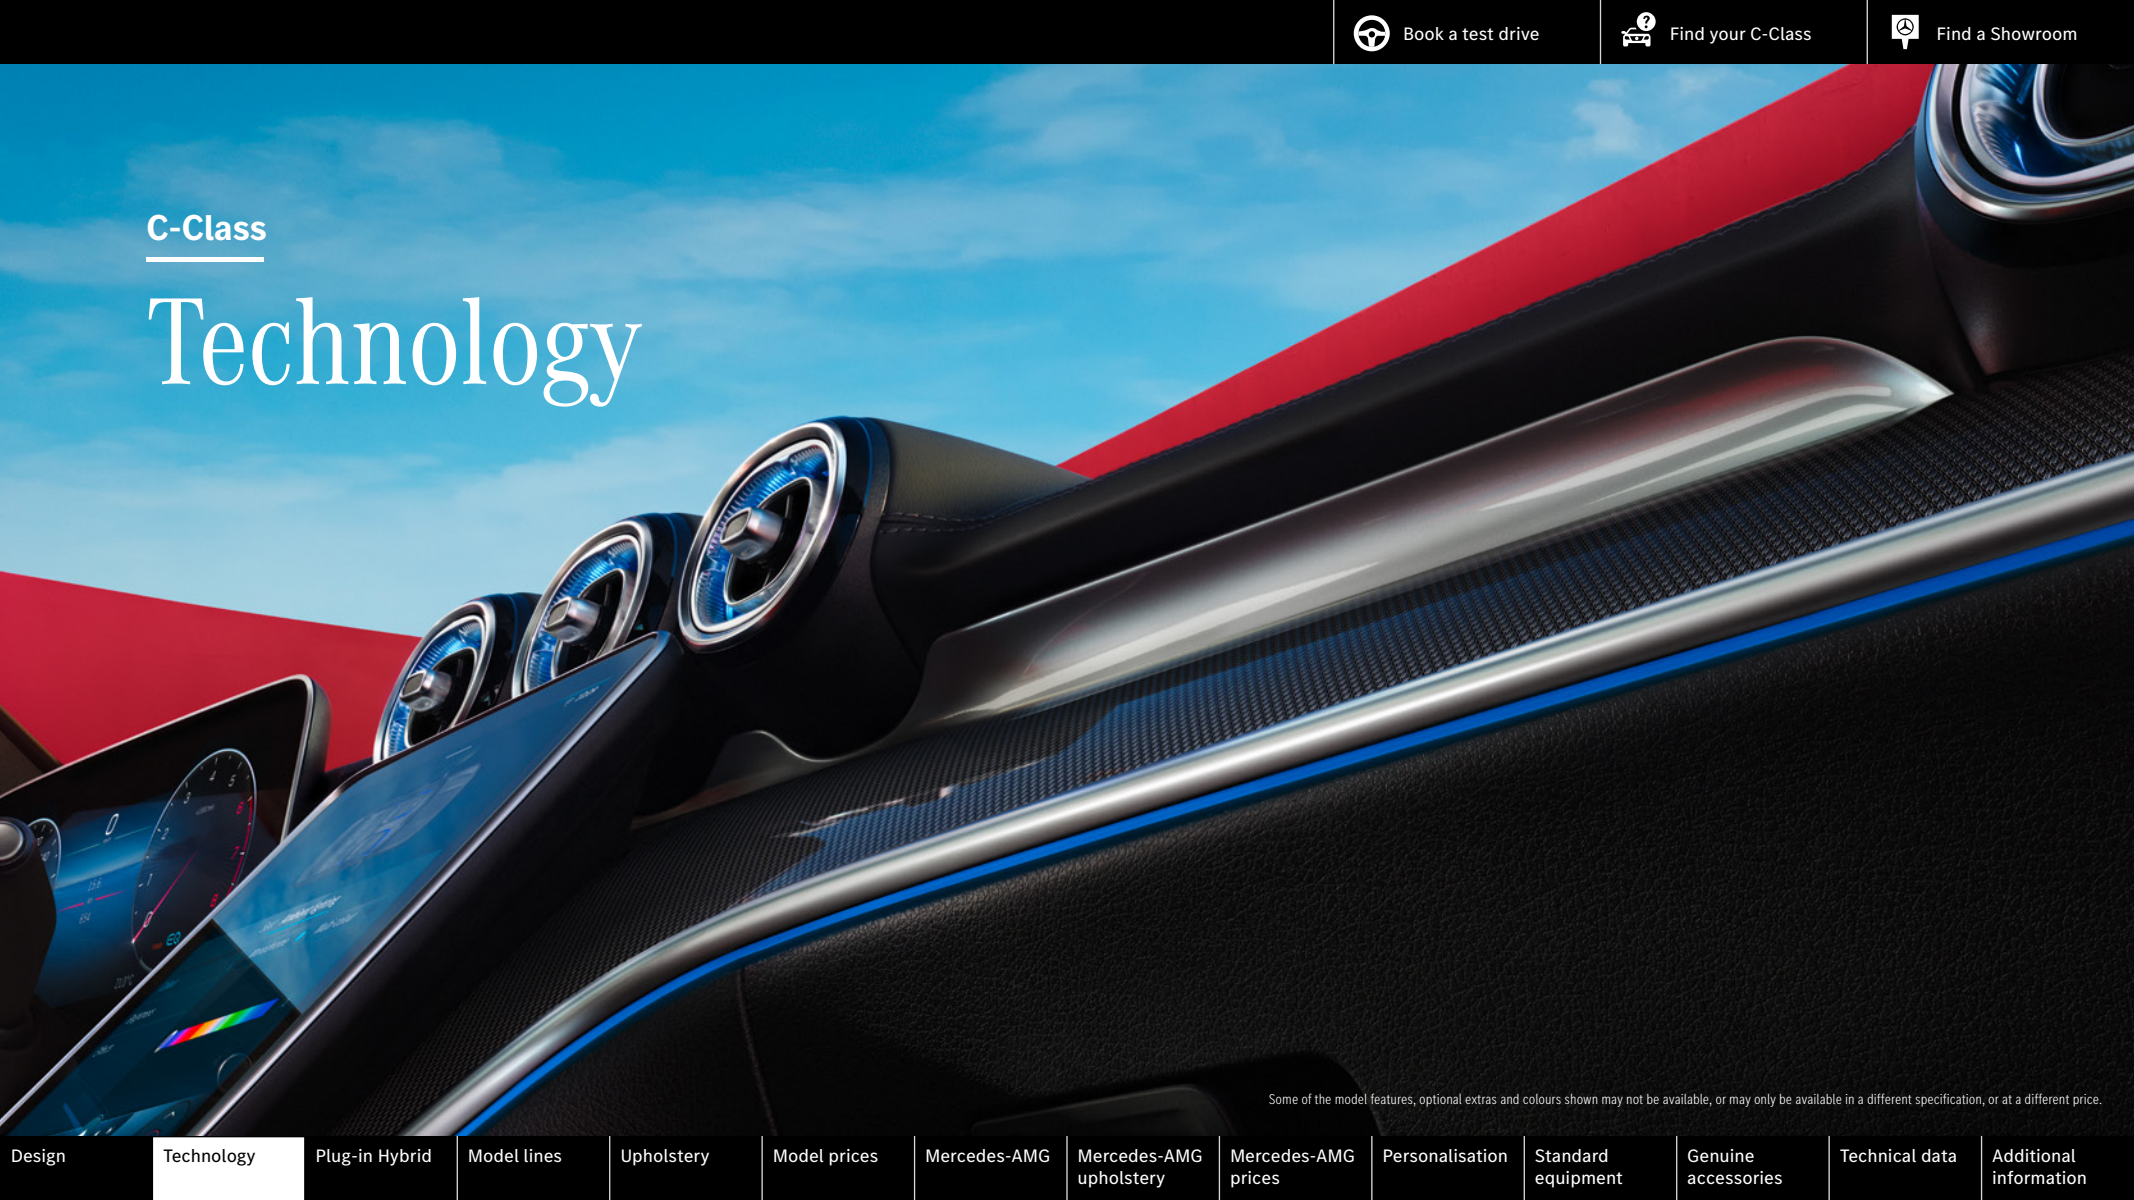 Book a test drive
Find your C-Class
Find a Showroom
C-Class
Technology
Some of the model features, optional extras and colours shown may not be available, or may only be available in a different specification, or at a different price.
Design
Technology
Plug-in Hybrid
Model lines
Upholstery
Model prices
Mercedes-AMG
Mercedes-AMG
upholstery
Mercedes-AMG
prices
Personalisation
Standard
equipment
Genuine
accessories
Technical data
Additional
information